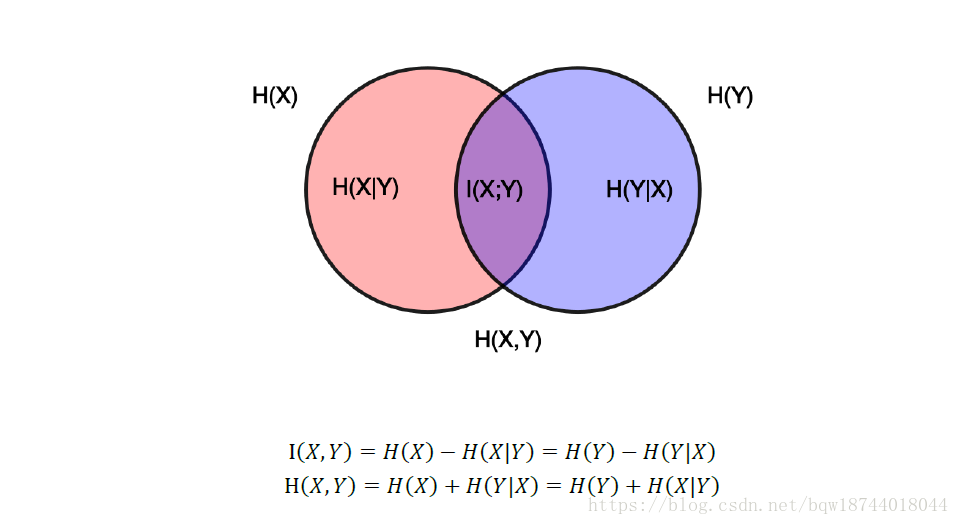 H(X)
H(Y)
H(X|Y)
I(X;Y)
H(Y|X)
H(X,Y)
I(X,Y) = H(X) − H(X|Y) = H(Y) − H(Y|X)
H(X,Y) = H(X) + H(Y|X) = H(Y) + H(X|Y)
https://blog.csdn.net/bqw18744018044